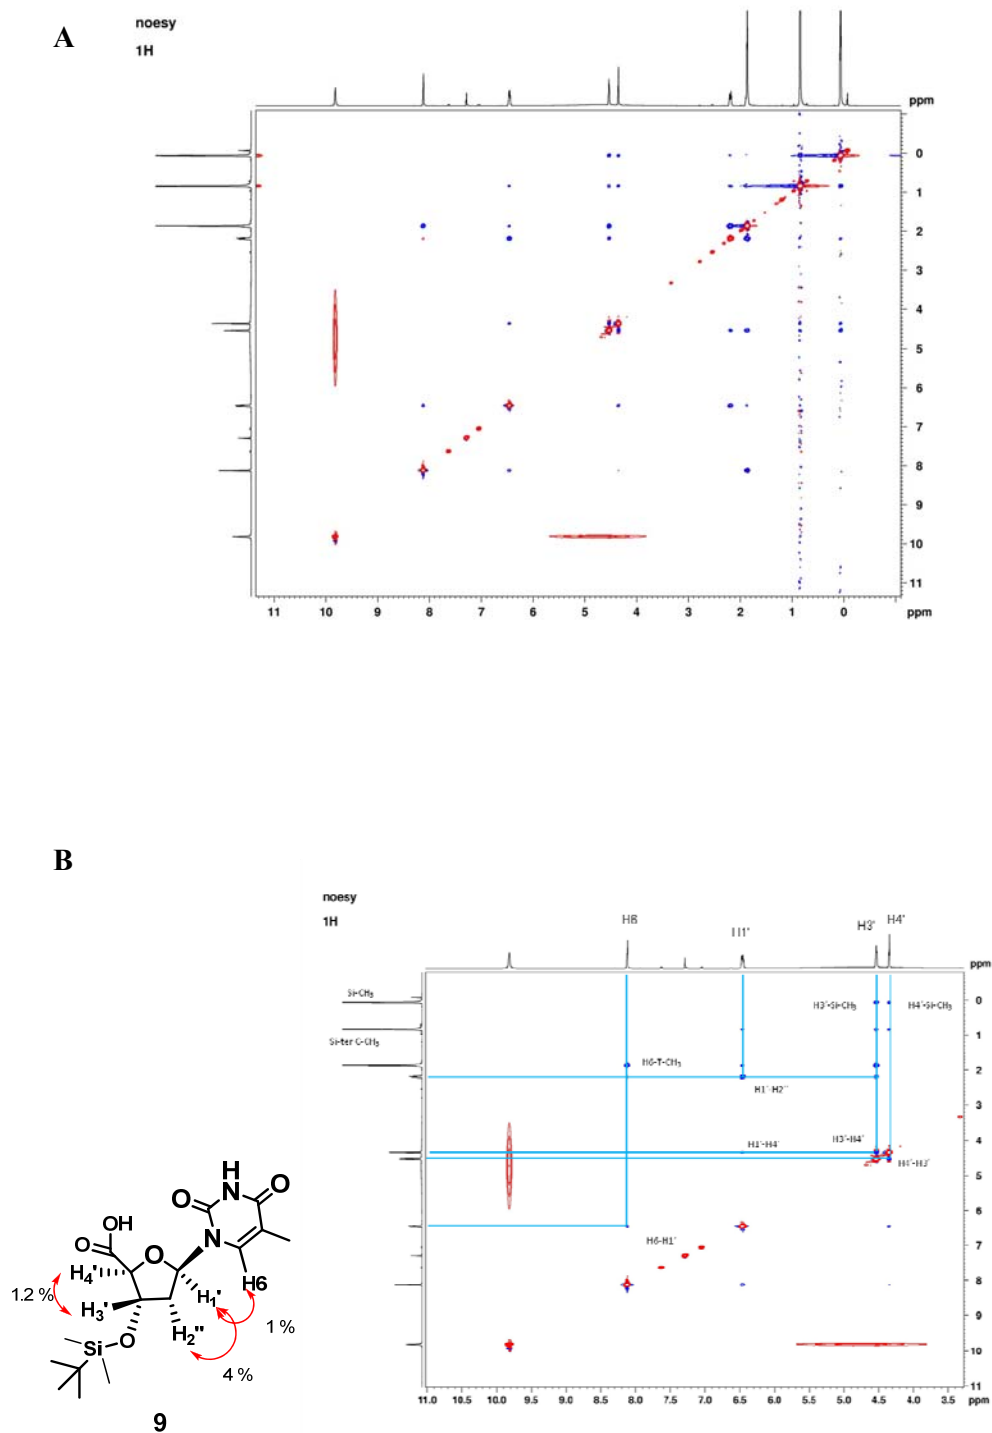 A
noesy
1H
ppm
0
1
2
3
4
5
6
7
8
9
10
11
11 10 9 8 7 6 5 4 3 2 1 0 ppm
B
noesy
1H
H6
H1'
H3'
H4'
ppm
Si-CH3
H3'-Si-CH3
H4'-Si-CH3
Si-ter C-CH3
H6-T-CH3
H1'-H2''
H1'-H4'
H3'-H4'
H4'-H3'
H6-H1'
0
1
2
3
4
5
6
7
8
9
10
11
11.0 10.5 10.0 9.5 9.0 8.5 8.0 7.5 7.0 6.5 6.0 5.5 5.0 4.5 4.0 3.5 ppm
H
O N O
OH
O O N
H4' H6
1.2 % H3' H1'
O H2'' 1 %
Si
4 %
9